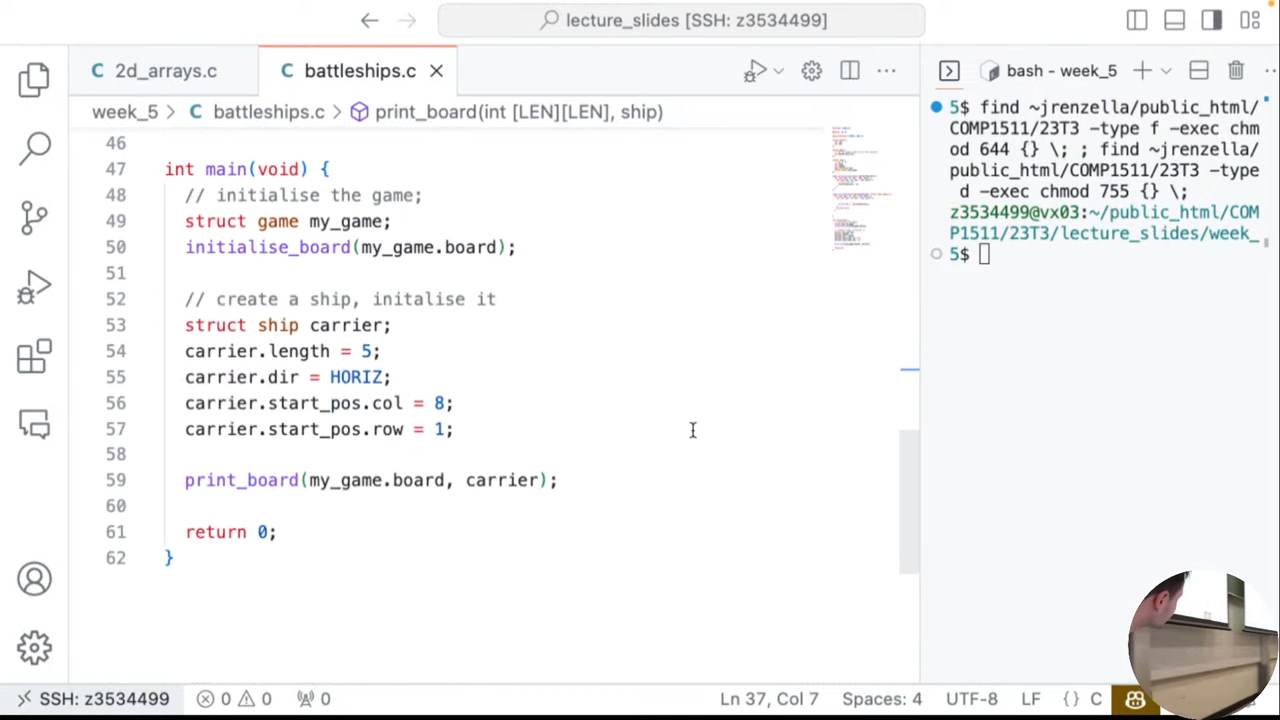 lecture_slides [SSH: z3534499]
2d_arrays.c
battleships.c
bash - week_5
week_5 > battleships.c > print_board(int [LEN][LEN], ship)
46
47 int main(void) {
48 // initialise the game;
49 struct game my_game;
50 initialise_board(my_game.board);
51
52 // create a ship, initalise it
53 struct ship carrier;
54 carrier.length = 5;
55 carrier.dir = HORIZ;
56 carrier.start_pos.col = 8;
57 carrier.start_pos.row = 1;
58
59 print_board(my_game.board, carrier);
60
61 return 0;
62 }
5$ find ~jrenzella/public_html/
COMP1511/23T3 -type f -exec chm
od 644 {} \; ; find ~jrenzella/
public_html/COMP1511/23T3 -type
d -exec chmod 755 {} \;
z3534499@vx03:~/public_html/COM
P1511/23T3/lecture_slides/week_
5$
SSH: z3534499 0 0 0 Ln 37, Col 7 Spaces: 4 UTF-8 LF {} C